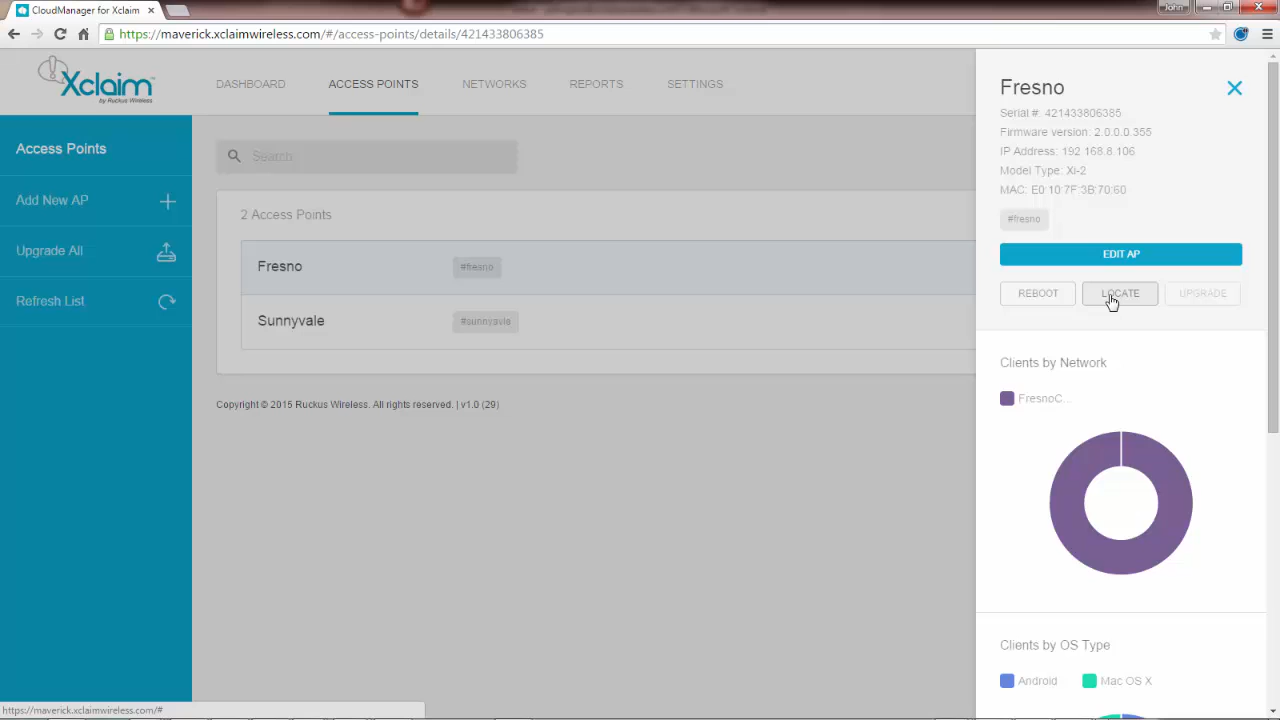 CloudManager for Xclaim
John
https://maverick.xclaimwireless.com/#/access-points/details/421433806385
Xclaim
by Ruckus Wireless
DASHBOARD
ACCESS POINTS
NETWORKS
REPORTS
SETTINGS
Access Points
Add New AP
Upgrade All
Refresh List
Search
2 Access Points
Fresno
#fresno
Sunnyvale
#sunnyavle
Copyright © 2015 Ruckus Wireless. All rights reserved. | v1.0 (29)
Fresno
Serial #: 421433806385
Firmware version: 2.0.0.0.355
IP Address: 192.168.8.106
Model Type: Xi-2
MAC: E0:10:7F:3B:70:60
#fresno
EDIT AP
REBOOT
LOCATE
UPGRADE
Clients by Network
FresnoC...
Clients by OS Type
Android
Mac OS X
https://maverick.xclaimwireless.com/#